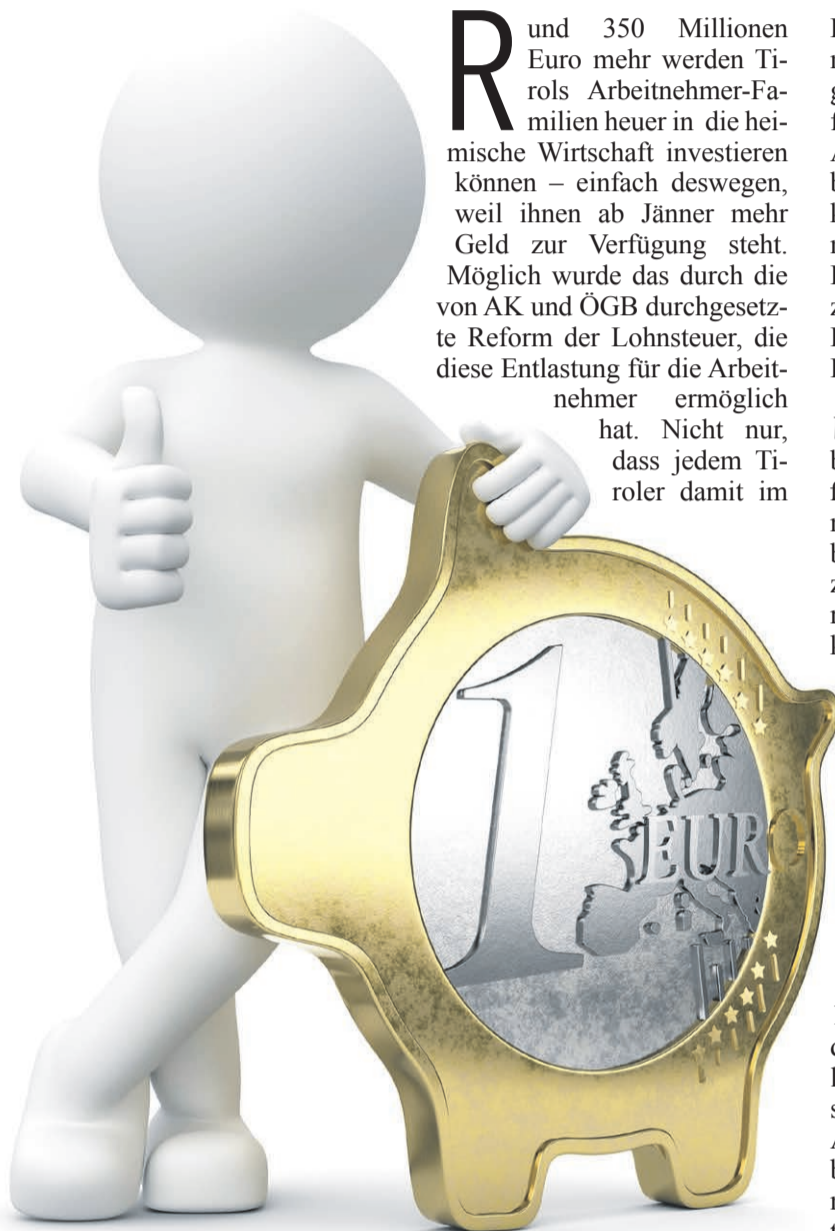 Rund 350 Millionen
Euro mehr werden Ti-
rols Arbeitnehmer-Fa-
milien heuer in die hei-
mische Wirtschaft investieren
können – einfach deswegen,
weil ihnen ab Jänner mehr
Geld zur Verfügung steht.
Möglich wurde das durch die
von AK und ÖGB durchgesetz-
te Reform der Lohnsteuer, die
diese Entlastung für die Arbeit-
nehmer ermöglich
hat. Nicht nur,
dass jedem Ti-
roler damit im
1
EURO